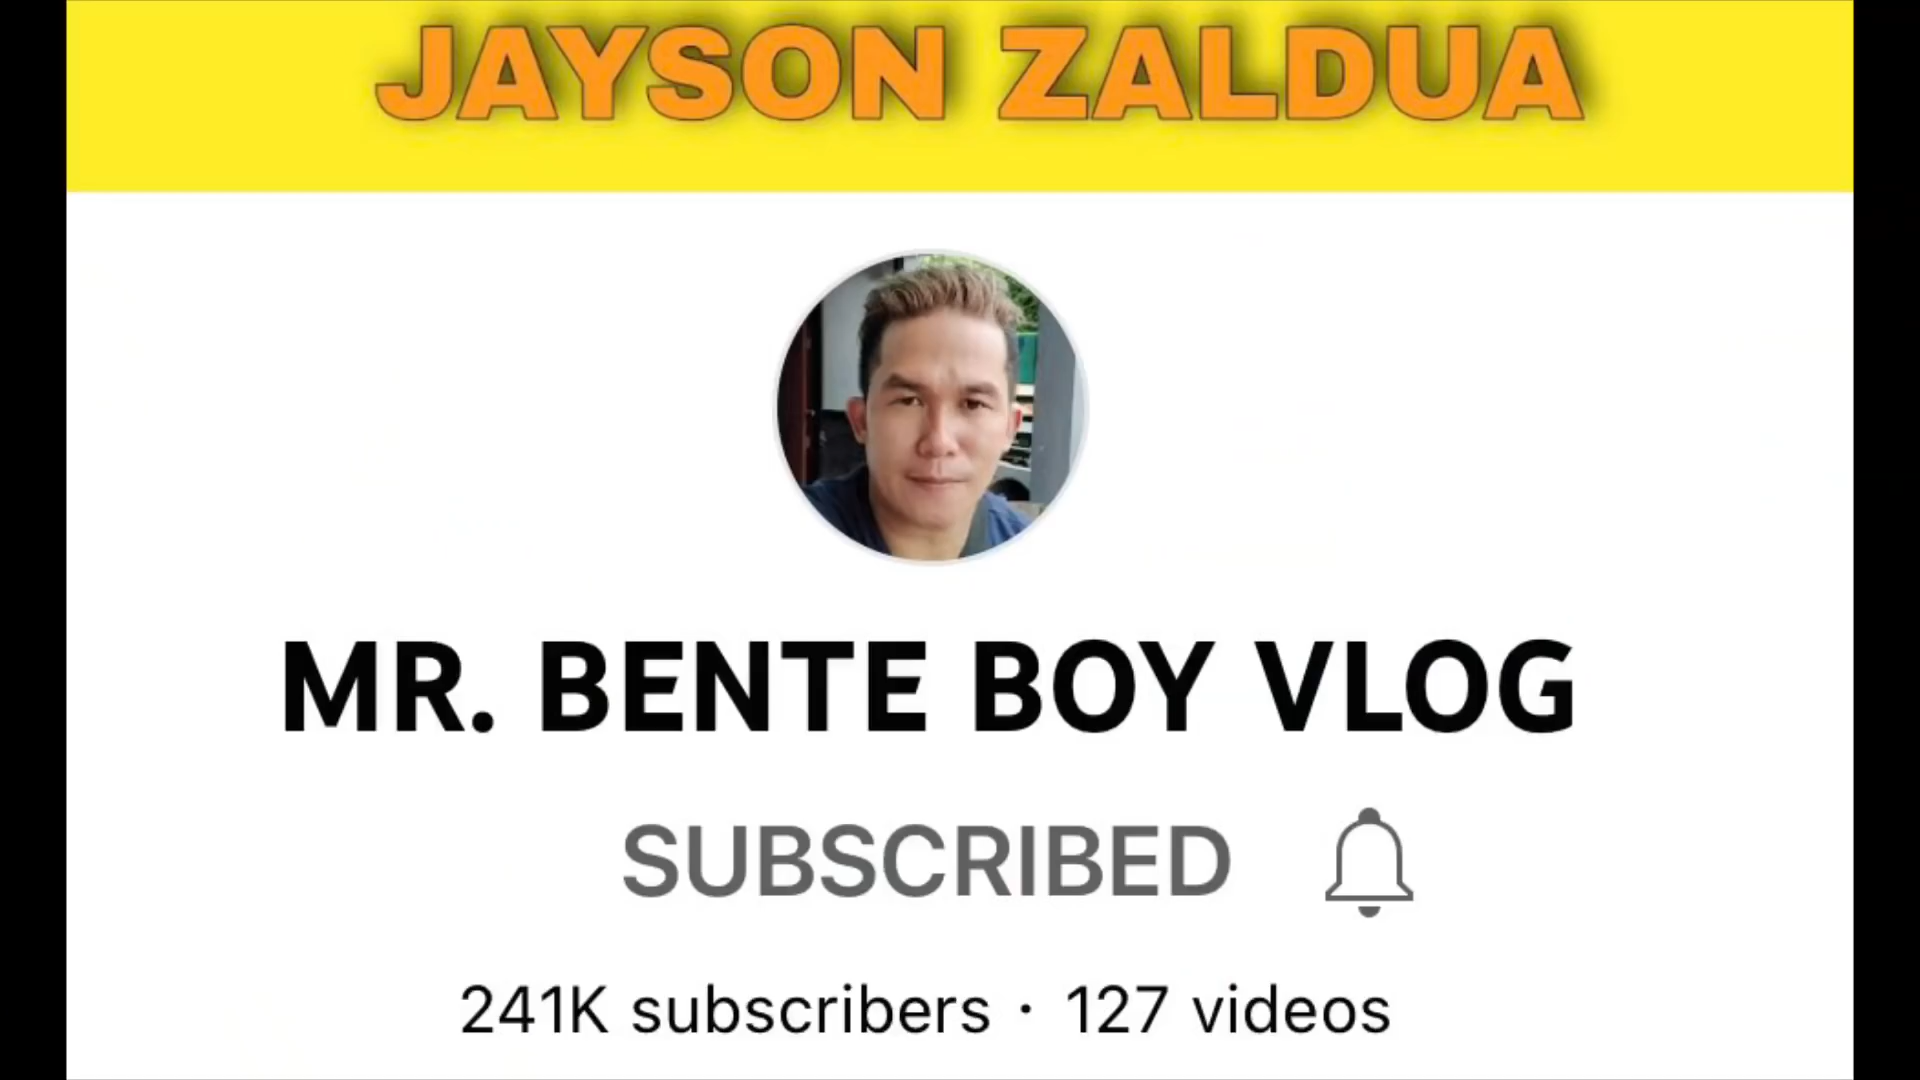 JAYSON ZALDUA
MR. BENTE BOY VLOG
SUBSCRIBED
241K subscribers · 127 videos